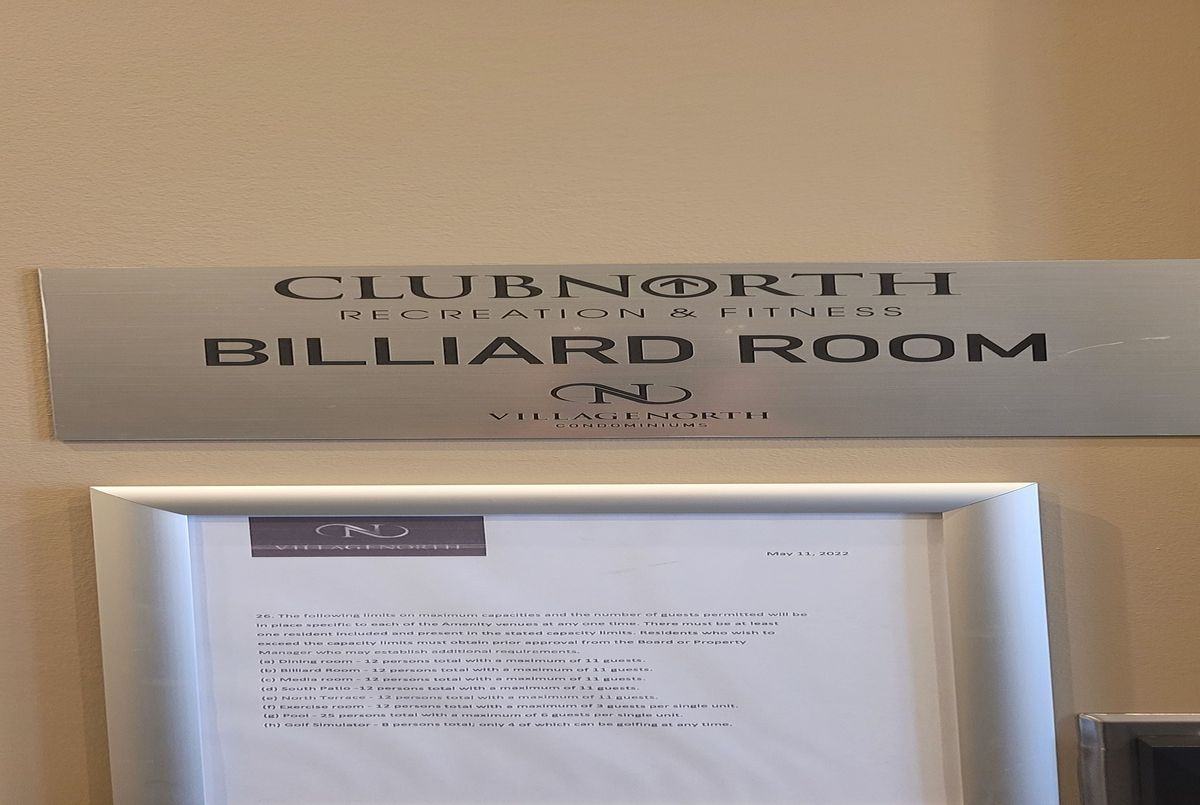 CLUBNORTH
RECREATION & FITNESS
BILLIARD ROOM
N
VILLAGENORTH
CONDOMINIUMS
N
VILLAGENORTH
May 11, 2022
26. The following limits on maximum capacities and the number of guests permitted will be
in place specific to each of the Amenity venues at any one time. There must be at least
one resident included and present in the stated capacity limits. Residents who wish to
exceed the capacity limits must obtain prior approval from the Board or Property
Manager who may establish additional requirements.
(a) Dining room - 12 persons total with a maximum of 11 guests.
(b) Billiard Room - 12 persons total with a maximum of 11 guests.
(c) Media room - 12 persons total with a maximum of 11 guests.
(d) South Patio -12 persons total with a maximum of 11 guests.
(e) North Terrace - 12 persons total with a maximum of 11 guests.
(f) Exercise room - 12 persons total with a maximum of 3 guests per single unit.
(g) Pool - 25 persons total with a maximum of 6 guests per single unit.
(h) Golf Simulator - 8 persons total; only 4 of which can be golfing at any time.